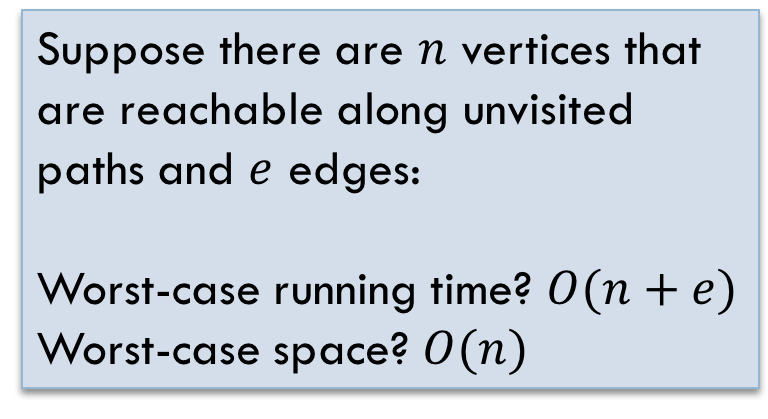 Suppose there are n vertices that
are reachable along unvisited
paths and e edges:
Worst-case running time? O(n + e)
Worst-case space? O(n)